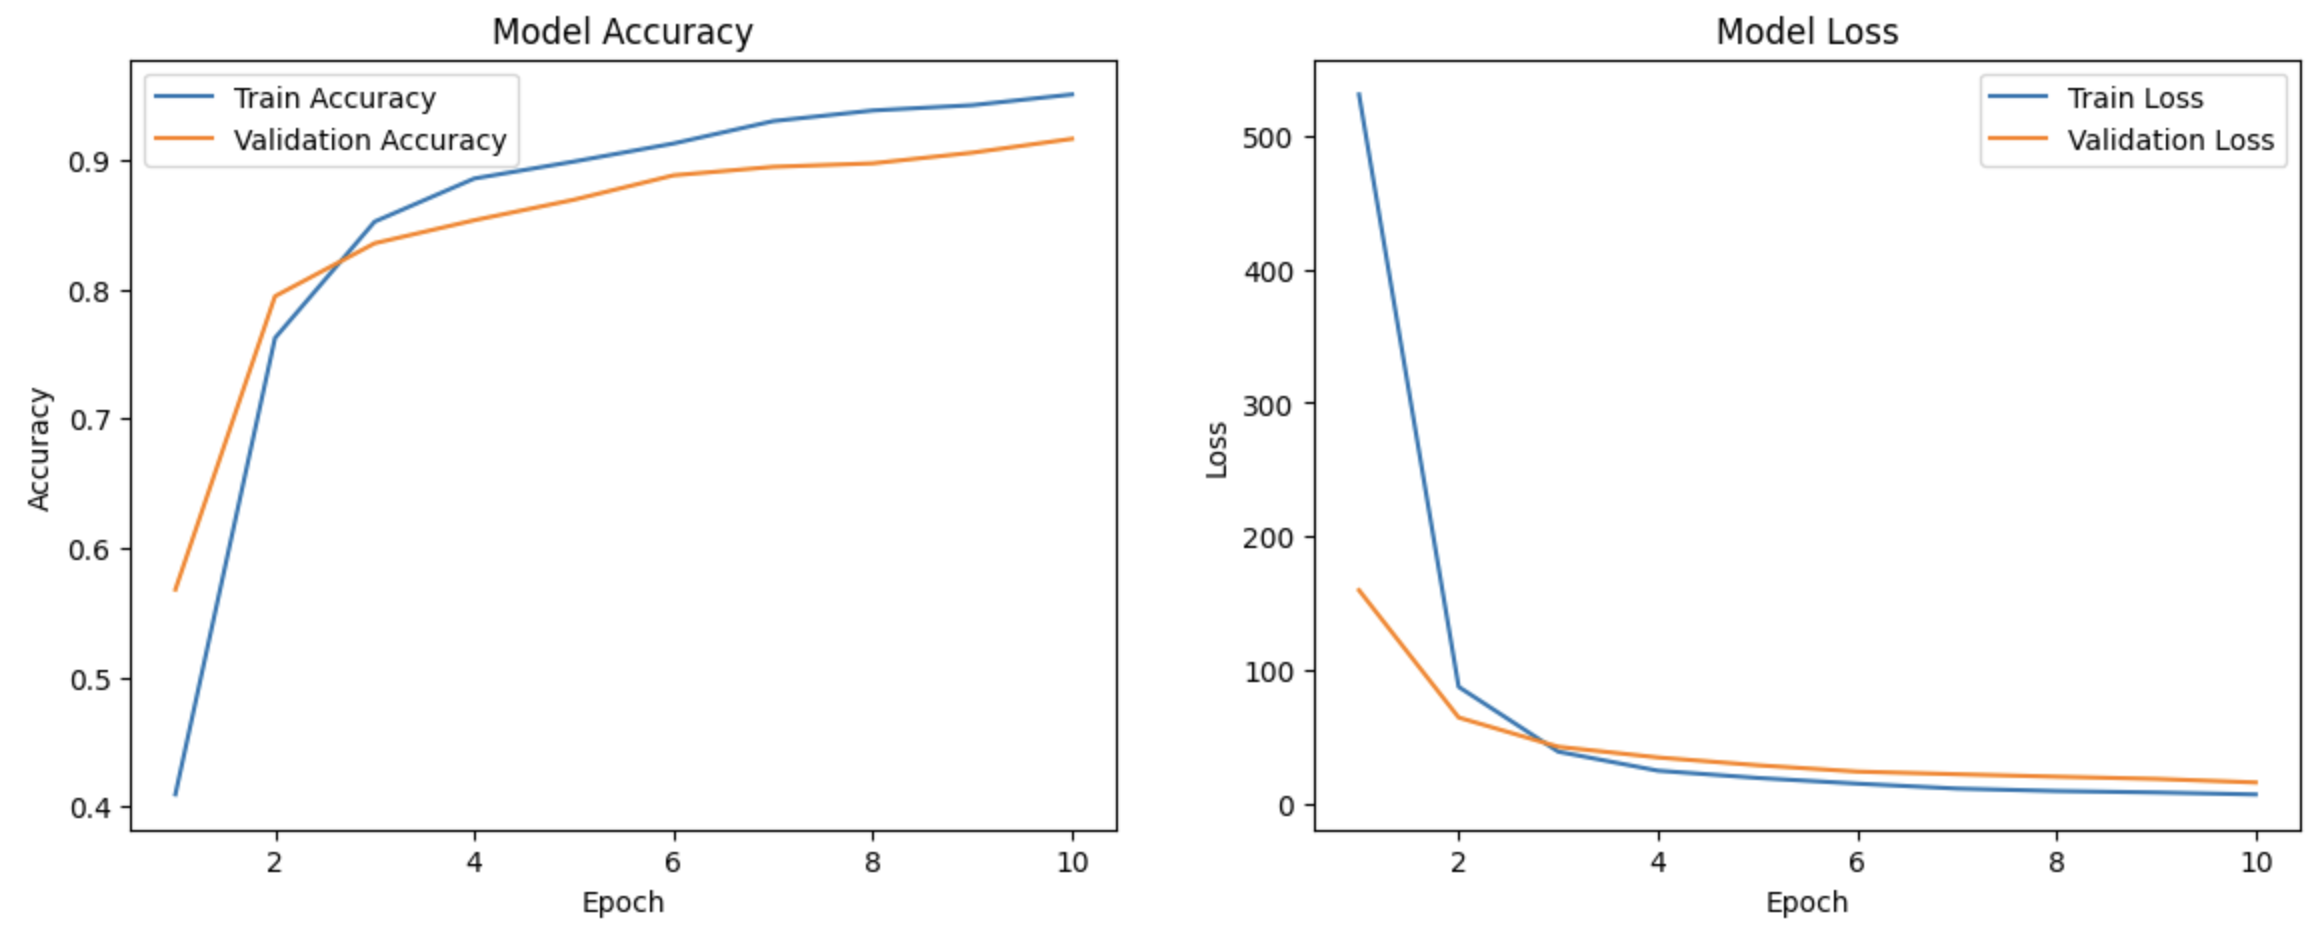 Model Accuracy
Train Accuracy
Validation Accuracy
0.9
0.8
0.7
0.6
0.5
0.4
Accuracy
2 4 6 8 10
Epoch
Model Loss
Train Loss
Validation Loss
500
400
300
200
100
0
Loss
2 4 6 8 10
Epoch